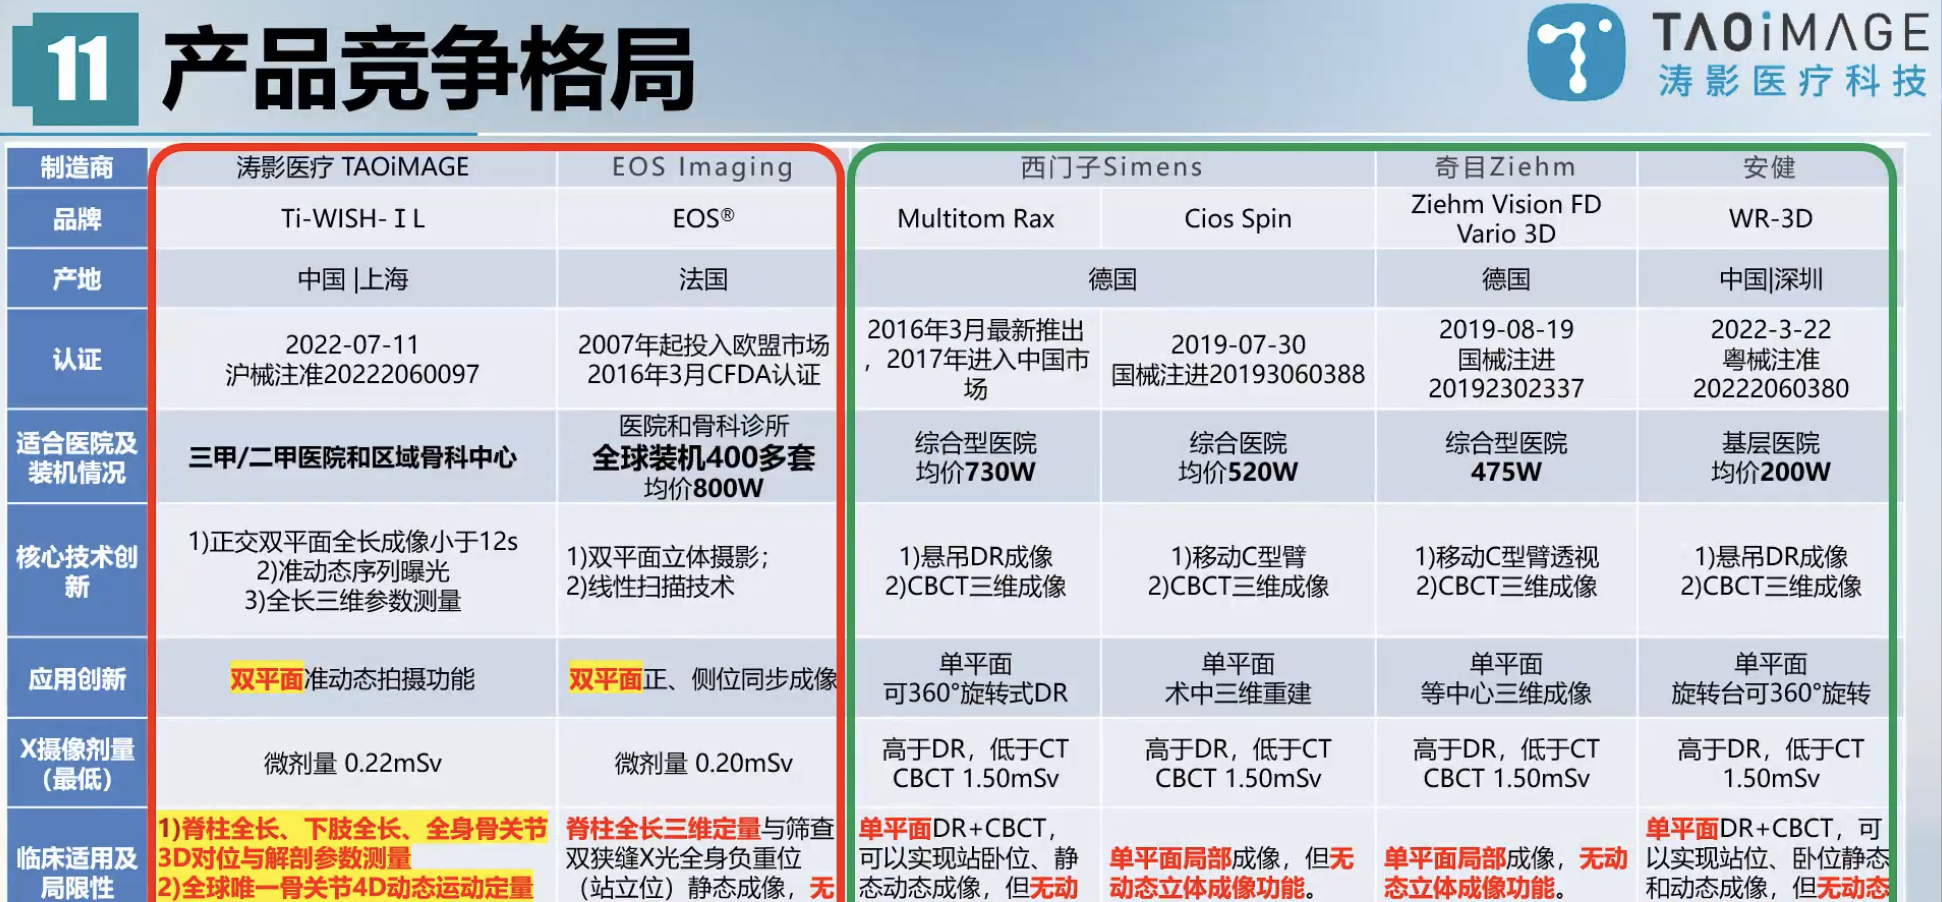 11 产品竞争格局
TAOiMAGE
涛影医疗科技
制造商 涛影医疗 TAOiMAGE EOS Imaging 西门子Simens 奇目Ziehm 安健
品牌 Ti-WISH-ⅠL EOS® Multitom Rax Cios Spin Ziehm Vision FD
Vario 3D WR-3D
产地 中国 |上海 法国 德国 德国 中国|深圳
认证
2022-07-11
沪械注准20222060097
2007年起投入欧盟市场
2016年3月CFDA认证
2016年3月最新推出
，2017年进入中国市
场
2019-07-30
国械注进20193060388
2019-08-19
国械注进
20192302337
2022-3-22
粤械注准
20222060380
适合医院及
装机情况
三甲/二甲医院和区域骨科中心
医院和骨科诊所
全球装机400多套
均价800W
综合型医院
均价730W
综合医院
均价520W
综合型医院
475W
基层医院
均价200W
核心技术创
新
1)正交双平面全长成像小于12s
2)准动态序列曝光
3)全长三维参数测量
1)双平面立体摄影；
2)线性扫描技术
1)悬吊DR成像
2)CBCT三维成像
1)移动C型臂
2)CBCT三维成像
1)移动C型臂透视
2)CBCT三维成像
1)悬吊DR成像
2)CBCT三维成像
应用创新
双平面准动态拍摄功能
双平面正、侧位同步成像
单平面
可360°旋转式DR
单平面
术中三维重建
单平面
等中心三维成像
单平面
旋转台可360°旋转
X摄像剂量
（最低）
微剂量 0.22mSv
微剂量 0.20mSv
高于DR，低于CT
CBCT 1.50mSv
高于DR，低于CT
CBCT 1.50mSv
高于DR，低于CT
CBCT 1.50mSv
高于DR，低于CT
1.50mSv
临床适用及
局限性
1)脊柱全长、下肢全长、全身骨关节
3D对位与解剖参数测量
2)全球唯一骨关节4D动态运动定量
脊柱全长三维定量与筛查
双狭缝X光全身负重位
（站立位）静态成像，无
单平面DR+CBCT，
可以实现站卧位、静
态动态成像，但无动
单平面局部成像，但无
动态立体成像功能。
单平面局部成像，无动
态立体成像功能。
单平面DR+CBCT，可
以实现站位、卧位静态
和动态成像，但无动态